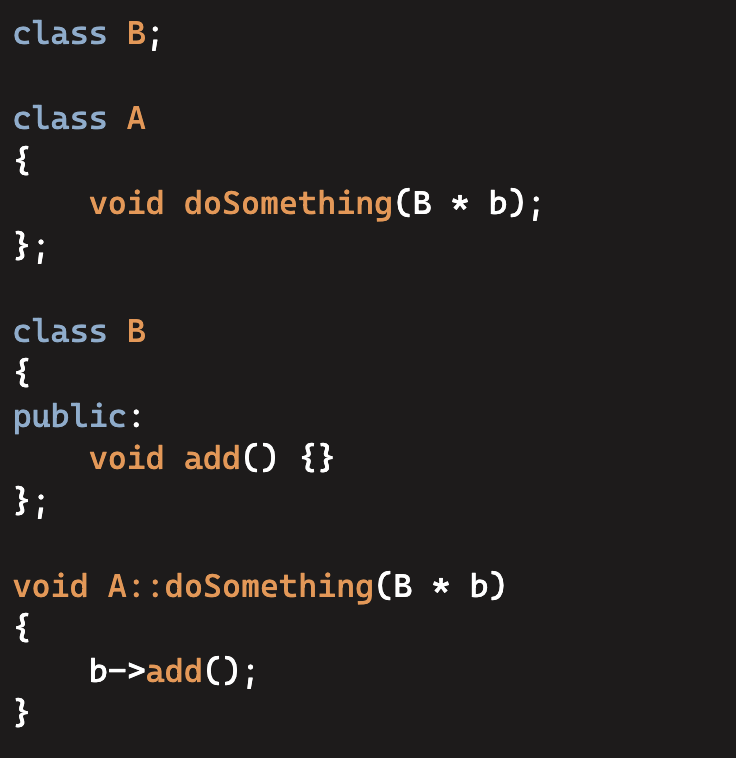 class B;
class A
{
    void doSomething(B * b);
};
class B
{
public:
    void add() {}
};
void A::doSomething(B * b)
{
    b->add();
}